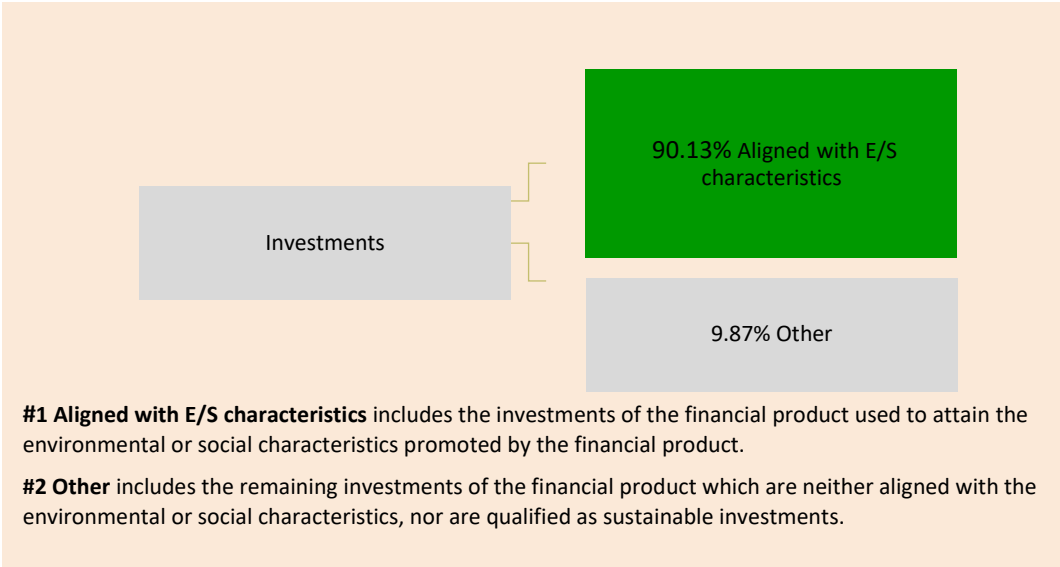 90.13% Aligned with E/S
characteristics
Investments
9.87% Other
#1 Aligned with E/S characteristics includes the investments of the financial product used to attain the
environmental or social characteristics promoted by the financial product.
#2 Other includes the remaining investments of the financial product which are neither aligned with the
environmental or social characteristics, nor are qualified as sustainable investments.